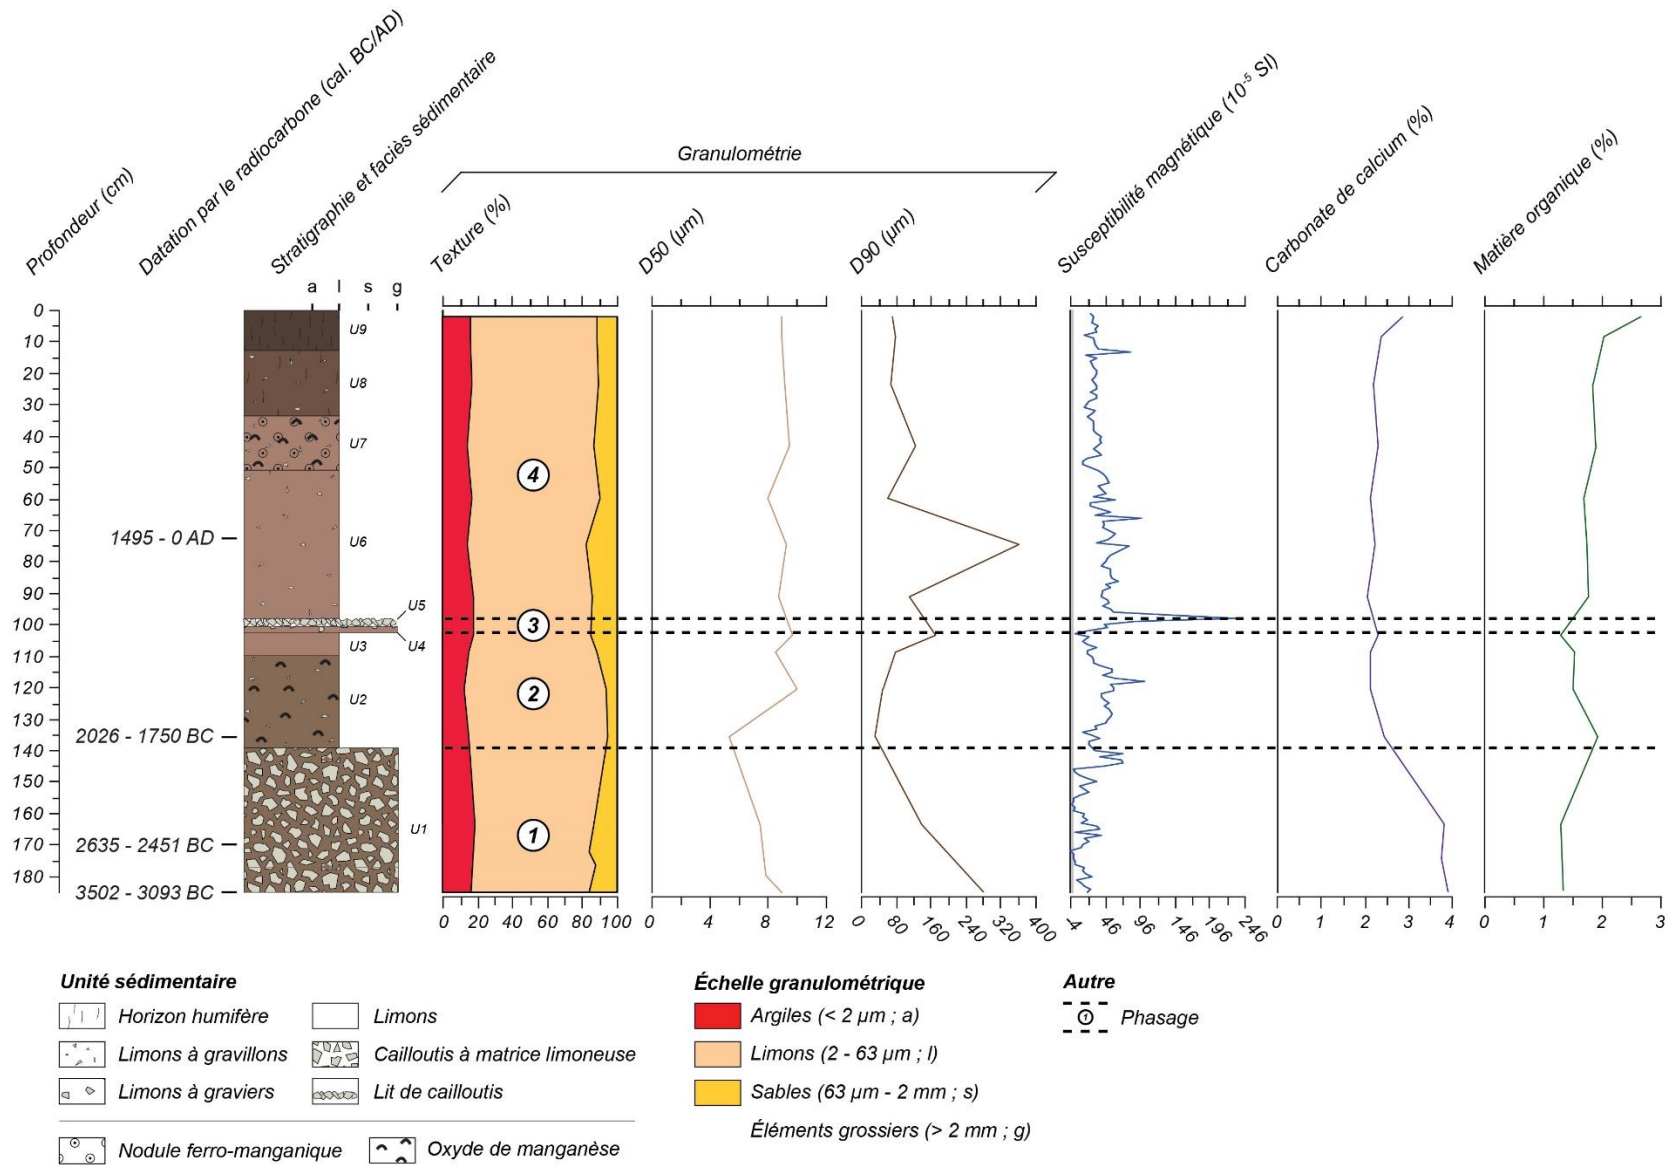 Profondeur (cm)
Datation par le radiocarbone (cal. BC/AD)
Stratigraphie et faciès sédimentaire
Granulométrie
Texture (%)
D50 (µm)
D90 (µm)
Susceptibilité magnétique (10⁻⁵ SI)
Carbonate de calcium (%)
Matière organique (%)
a l s g
0
10
20
30
40
50
60
70
80
90
100
110
120
130
140
150
160
170
180
1495 - 0 AD
2026 - 1750 BC
2635 - 2451 BC
3502 - 3093 BC
U9
U8
U7
U6
U5
U4
U3
U2
U1
4
3
2
1
0 20 40 60 80 100
0 4 8 12
0 80 160 240 320 400
-4 46 96 146 196 246
0 1 2 3 4
0 1 2 3
Unité sédimentaire
Horizon humifère
Limons
Limons à gravillons
Cailloutis à matrice limoneuse
Limons à graviers
Lit de cailloutis
Nodule ferro-manganique
Oxyde de manganèse
Échelle granulométrique
Argiles (< 2 µm ; a)
Limons (2 - 63 µm ; l)
Sables (63 µm - 2 mm ; s)
Éléments grossiers (> 2 mm ; g)
Autre
1 Phasage